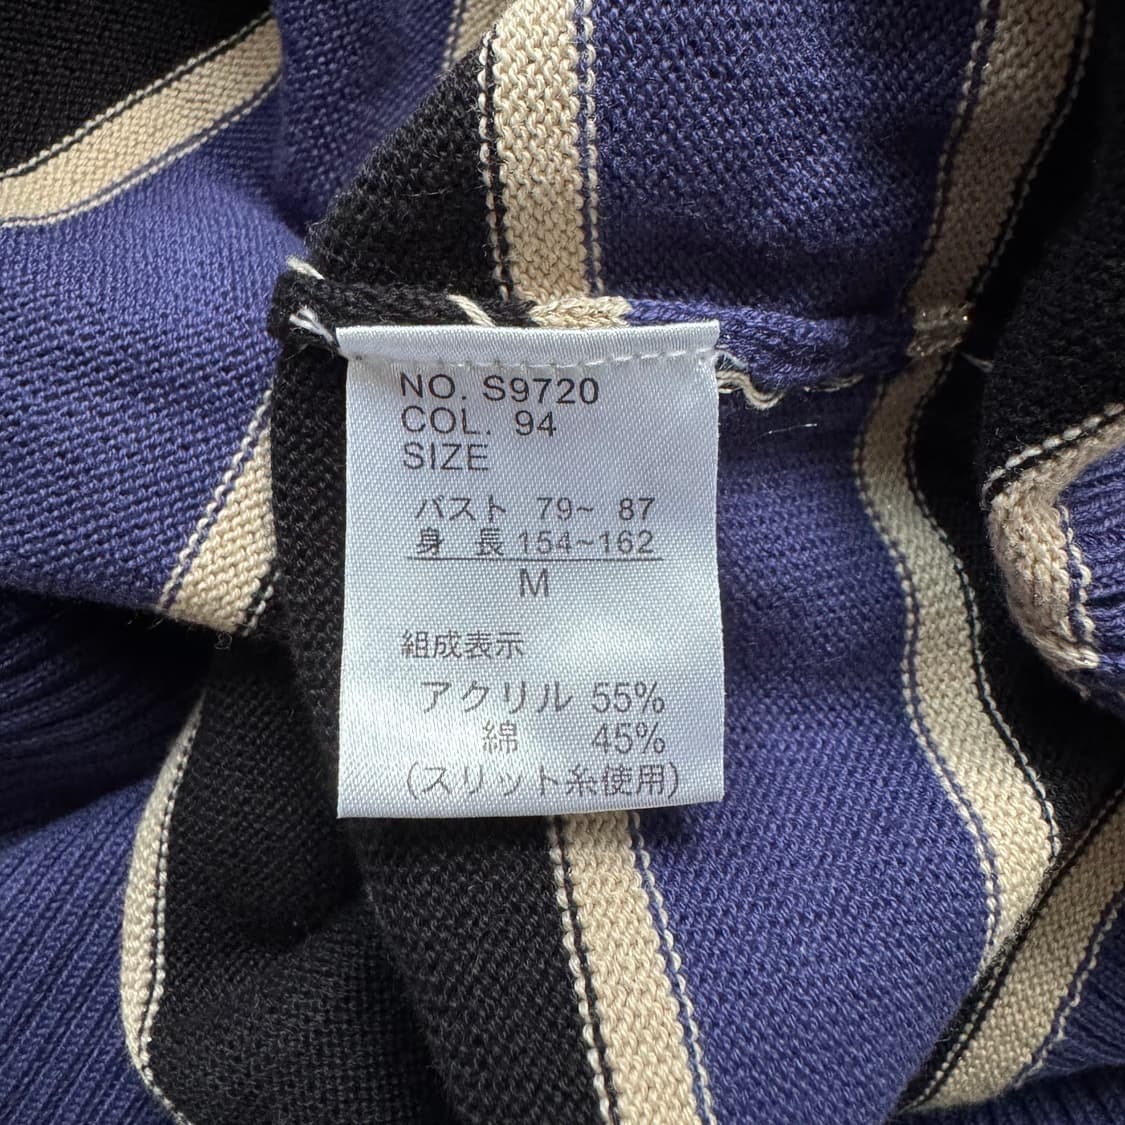 NO. S9720
COL. 94
SIZE
バスト 79~ 87
身 長 154~162
M
組成表示
アクリル 55%
綿 45%
(スリット糸使用)